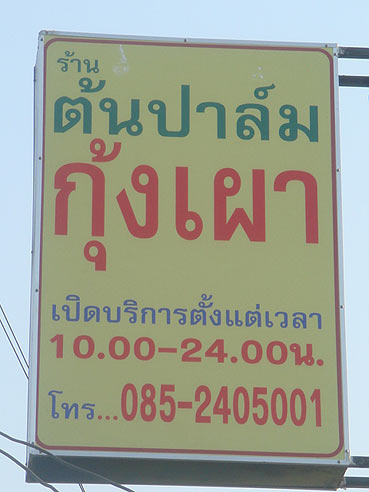 ร้าน
ต้นปาล์ม
กุ้งเผา
เปิดบริการตั้งแต่เวลา
10.00-24.00น.
โทร...085-2405001